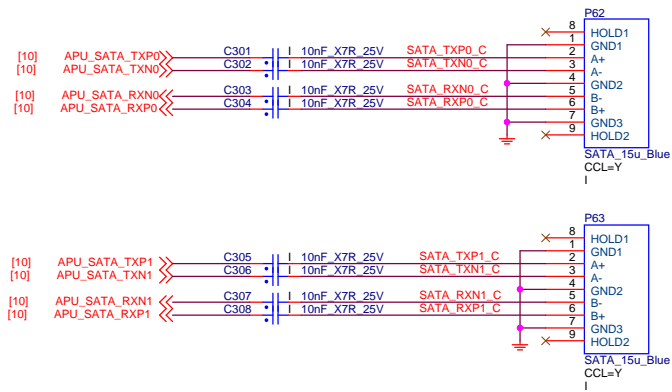 P62
8 HOLD1
1 GND1
[10] APU_SATA_TXP0 C301 I 10nF_X7R_25V SATA_TXP0_C 2 A+
[10] APU_SATA_TXN0 C302 I 10nF_X7R_25V SATA_TXN0_C 3 A-
4 GND2
[10] APU_SATA_RXN0 C303 I 10nF_X7R_25V SATA_RXN0_C 5 B-
[10] APU_SATA_RXP0 C304 I 10nF_X7R_25V SATA_RXP0_C 6 B+
7 GND3
9 HOLD2
SATA_15u_Blue
CCL=Y
I
P63
8 HOLD1
1 GND1
[10] APU_SATA_TXP1 C305 I 10nF_X7R_25V SATA_TXP1_C 2 A+
[10] APU_SATA_TXN1 C306 I 10nF_X7R_25V SATA_TXN1_C 3 A-
4 GND2
[10] APU_SATA_RXN1 C307 I 10nF_X7R_25V SATA_RXN1_C 5 B-
[10] APU_SATA_RXP1 C308 I 10nF_X7R_25V SATA_RXP1_C 6 B+
7 GND3
9 HOLD2
SATA_15u_Blue
CCL=Y
I